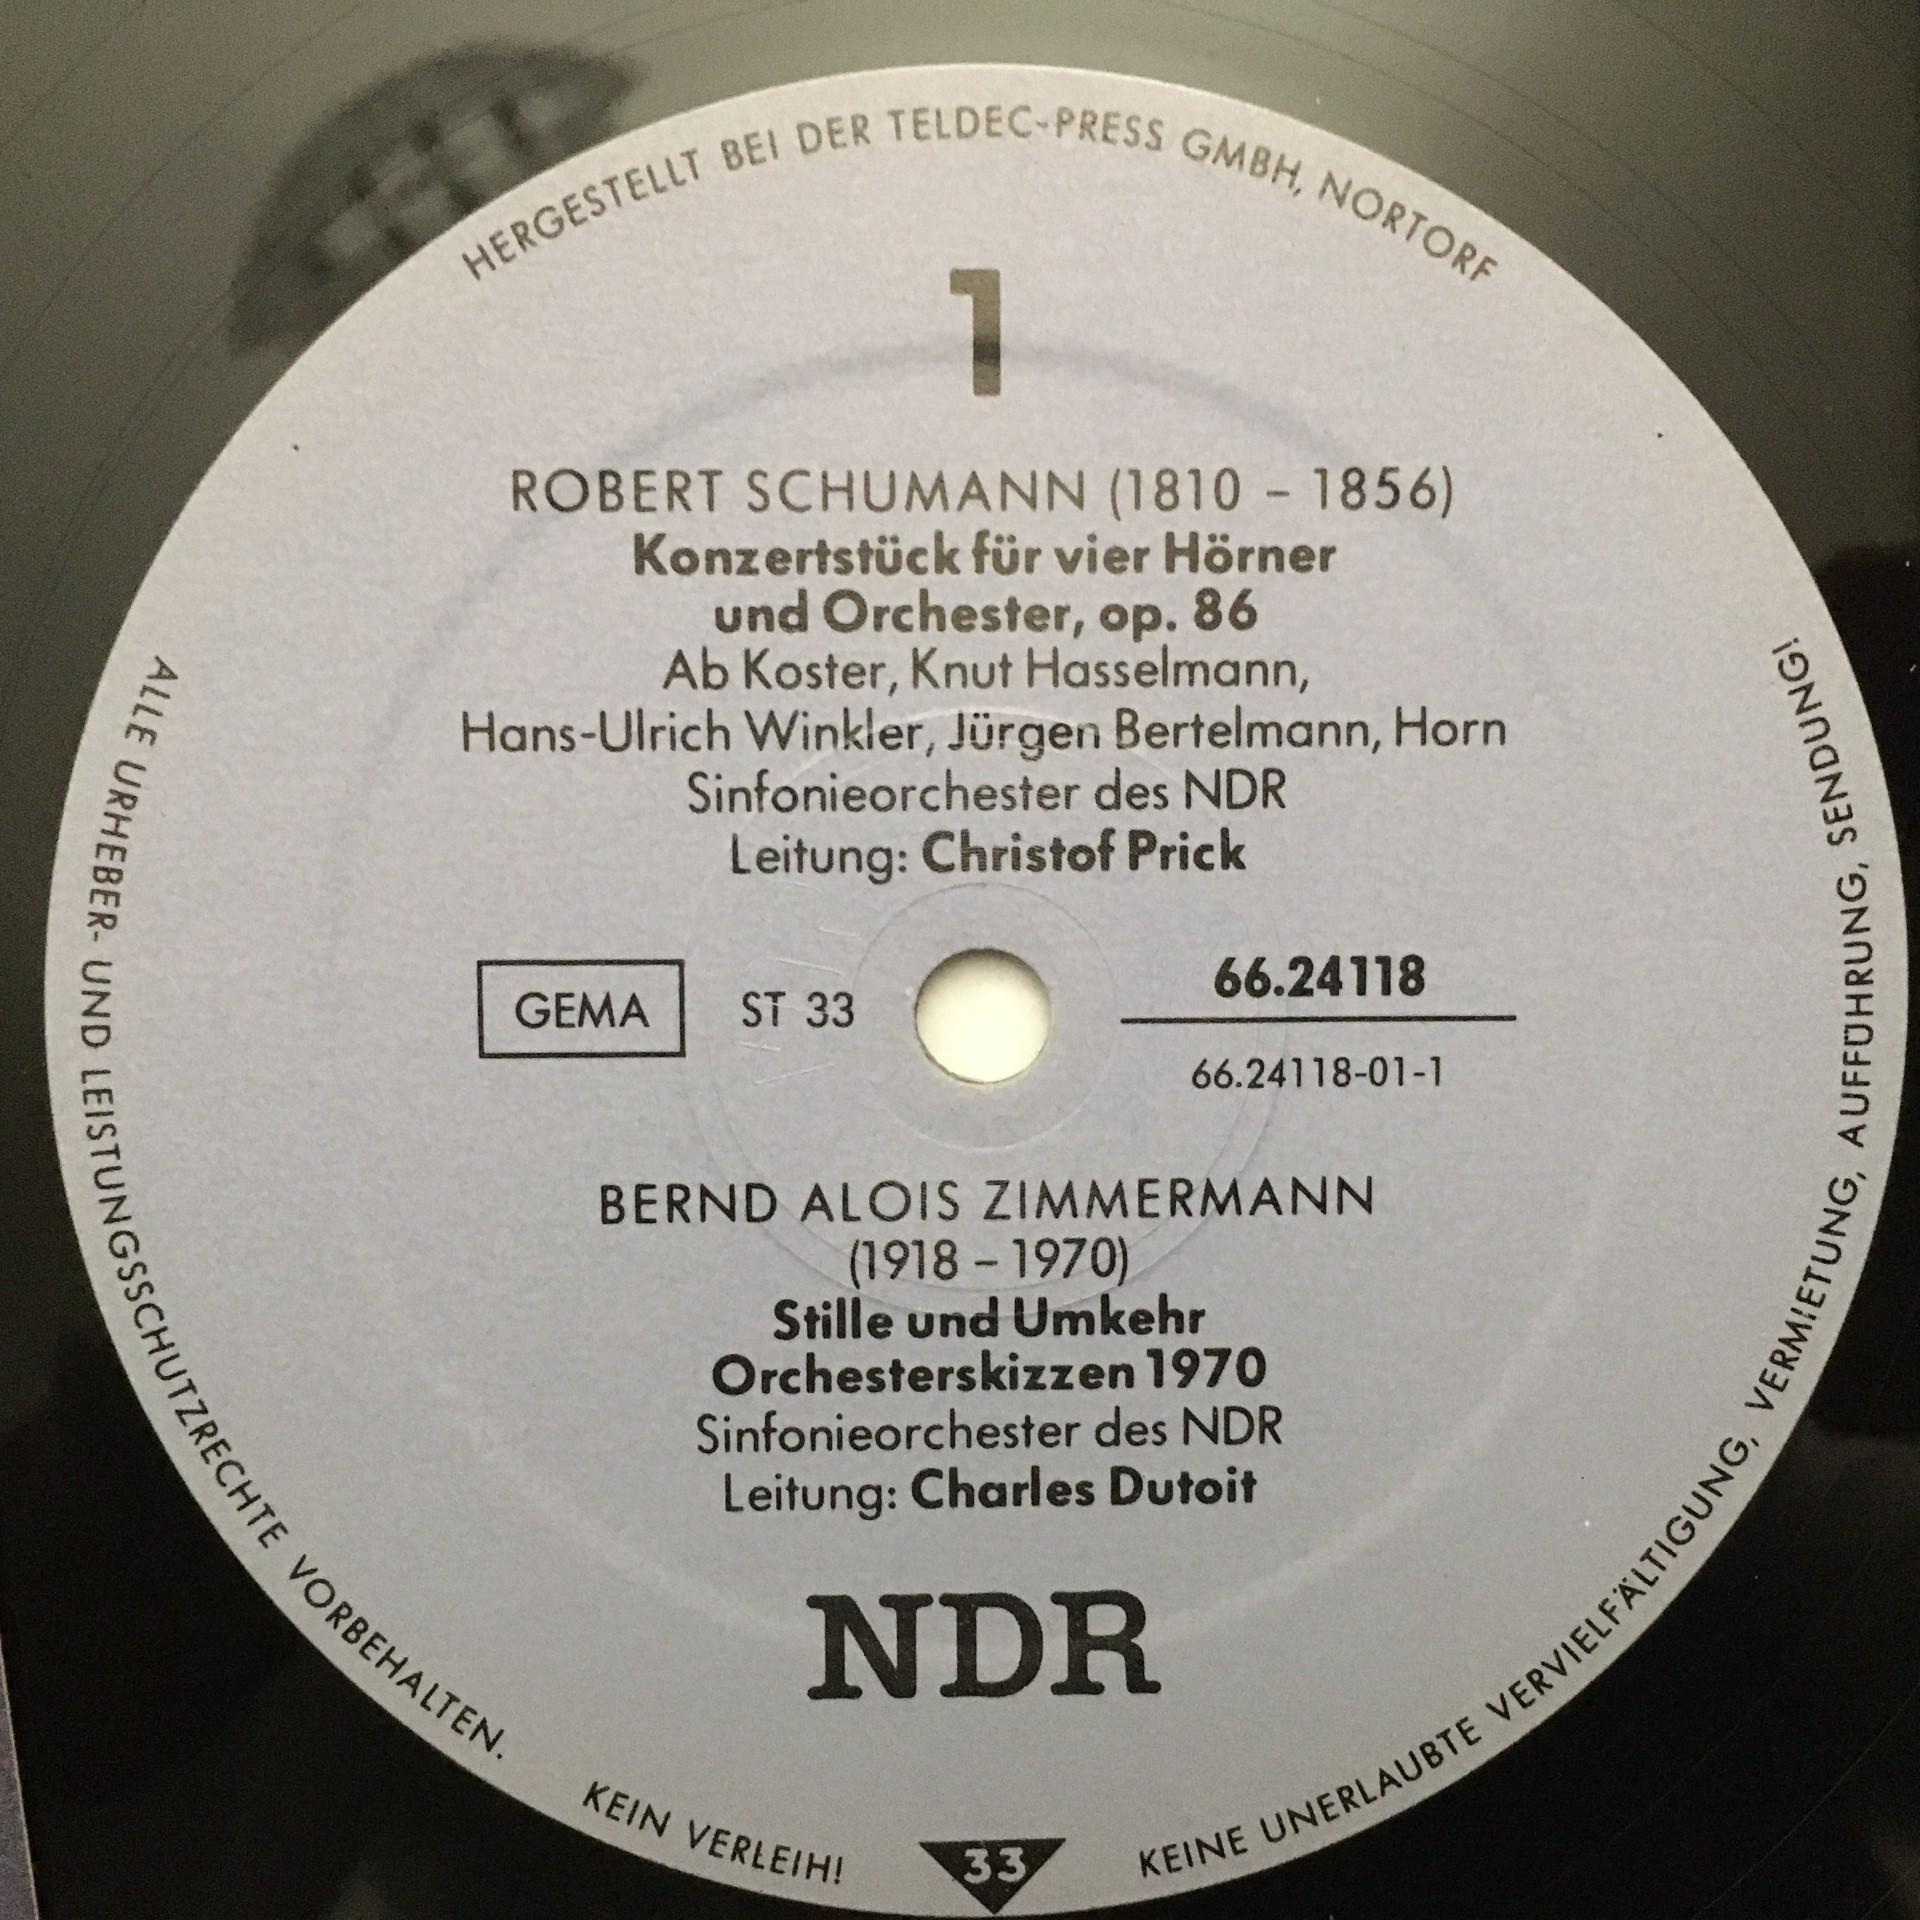 HERGESTELLT BEI DER TELDEC-PRESS GMBH, NORTORF
1
ROBERT SCHUMANN (1810 – 1856)
Konzertstück für vier Hörner
und Orchester, op. 86
Ab Koster, Knut Hasselmann,
Hans-Ulrich Winkler, Jürgen Bertelmann, Horn
Sinfonieorchester des NDR
Leitung: Christof Prick
GEMA ST 33
66.24118
66.24118-01-1
BERND ALOIS ZIMMERMANN
(1918 – 1970)
Stille und Umkehr
Orchesterskizzen 1970
Sinfonieorchester des NDR
Leitung: Charles Dutoit
NDR
33
ALLE URHEBER- UND LEISTUNGSSCHUTZRECHTE VORBEHALTEN.
KEIN VERLEIH!
KEINE UNERLAUBTE VERVIELFÄLTIGUNG, VERMIETUNG, AUFFÜHRUNG, SENDUNG!